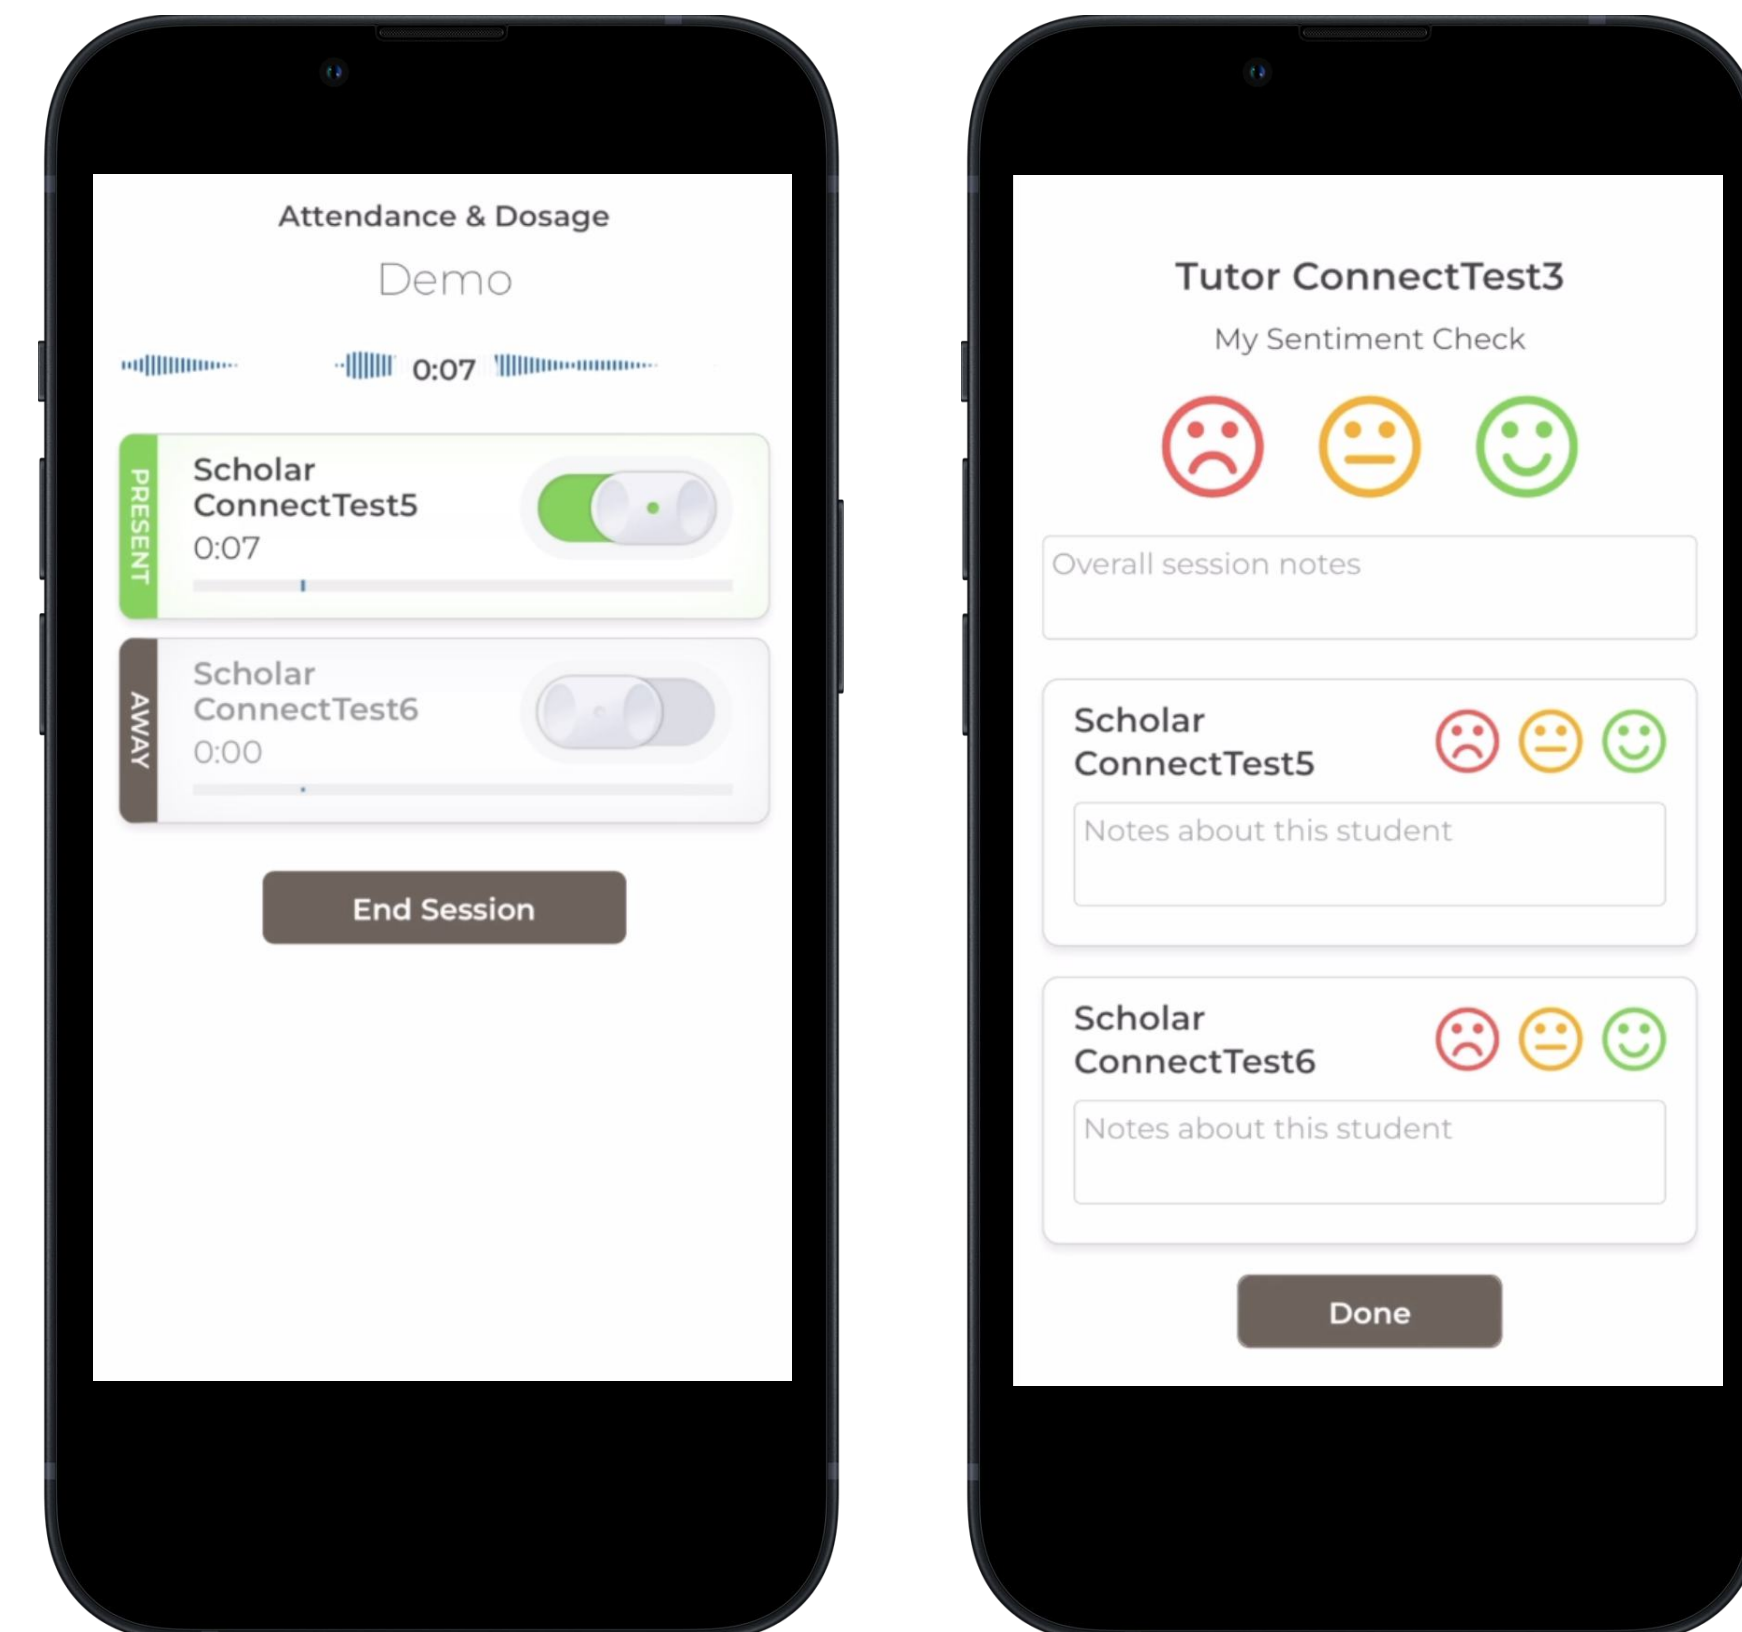 Attendance & Dosage
Demo
0:07
PRESENT
Scholar
ConnectTest5
0:07
AWAY
Scholar
ConnectTest6
0:00
End Session
Tutor ConnectTest3
My Sentiment Check
Overall session notes
Scholar
ConnectTest5
Notes about this student
Scholar
ConnectTest6
Notes about this student
Done